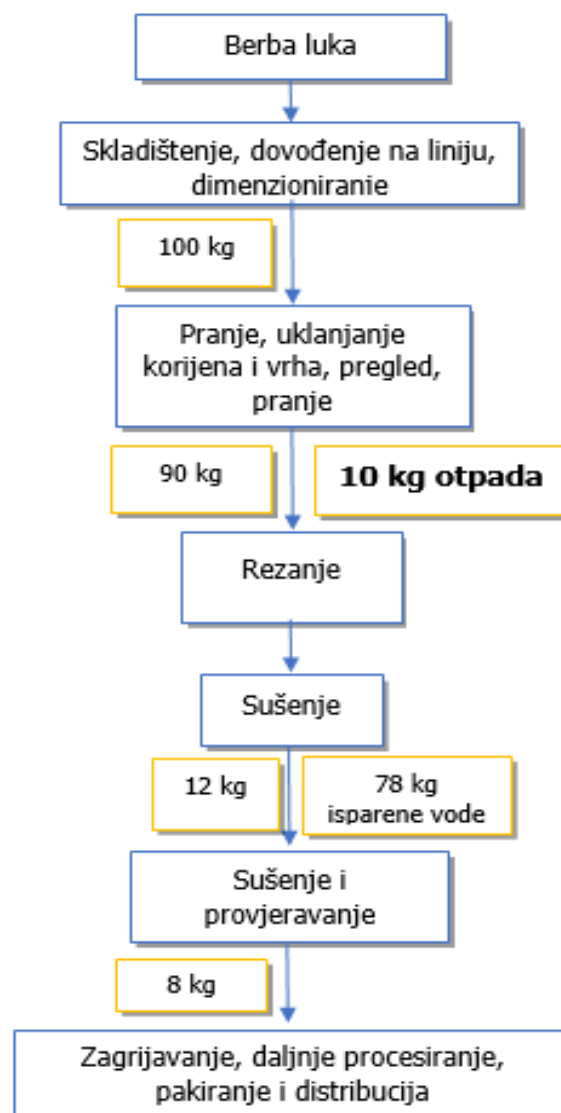 Berba luka
Skladištenje, dovođenje na liniju,
dimenzioniranie
100 kg
Pranje, uklanjanje
korijena i vrha, pregled,
pranje
90 kg
10 kg otpada
Rezanje
Sušenje
12 kg
78 kg
isparene vode
Sušenje i
provjeravanje
8 kg
Zagrijavanje, daljnje procesiranje,
pakiranje i distribucija